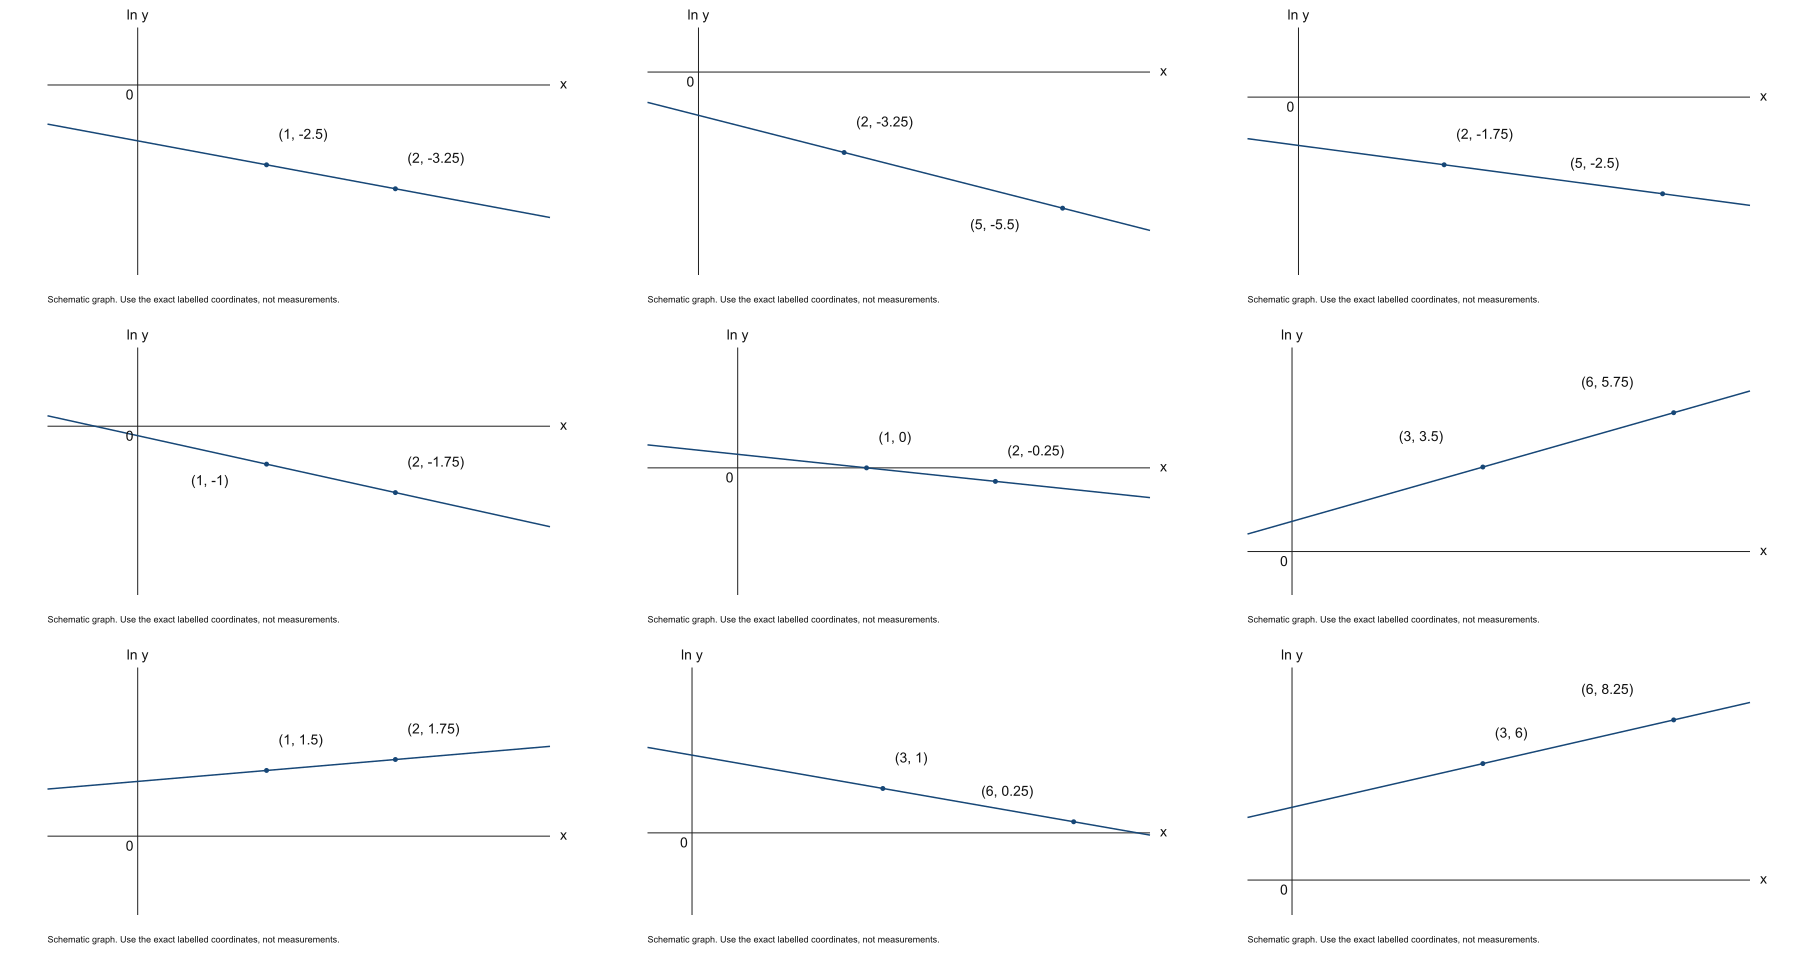 ln y
x
0
(1, -2.5)
(2, -3.25)
Schematic graph. Use the exact labelled coordinates, not measurements.
ln y
x
0
(2, -3.25)
(5, -5.5)
Schematic graph. Use the exact labelled coordinates, not measurements.
ln y
x
0
(2, -1.75)
(5, -2.5)
Schematic graph. Use the exact labelled coordinates, not measurements.
ln y
x
0
(2, -1.75)
(1, -1)
Schematic graph. Use the exact labelled coordinates, not measurements.
ln y
(1, 0)
(2, -0.25)
x
0
Schematic graph. Use the exact labelled coordinates, not measurements.
ln y
(6, 5.75)
(3, 3.5)
x
0
Schematic graph. Use the exact labelled coordinates, not measurements.
ln y
(2, 1.75)
(1, 1.5)
x
0
Schematic graph. Use the exact labelled coordinates, not measurements.
ln y
(3, 1)
(6, 0.25)
x
0
Schematic graph. Use the exact labelled coordinates, not measurements.
ln y
(6, 8.25)
(3, 6)
x
0
Schematic graph. Use the exact labelled coordinates, not measurements.